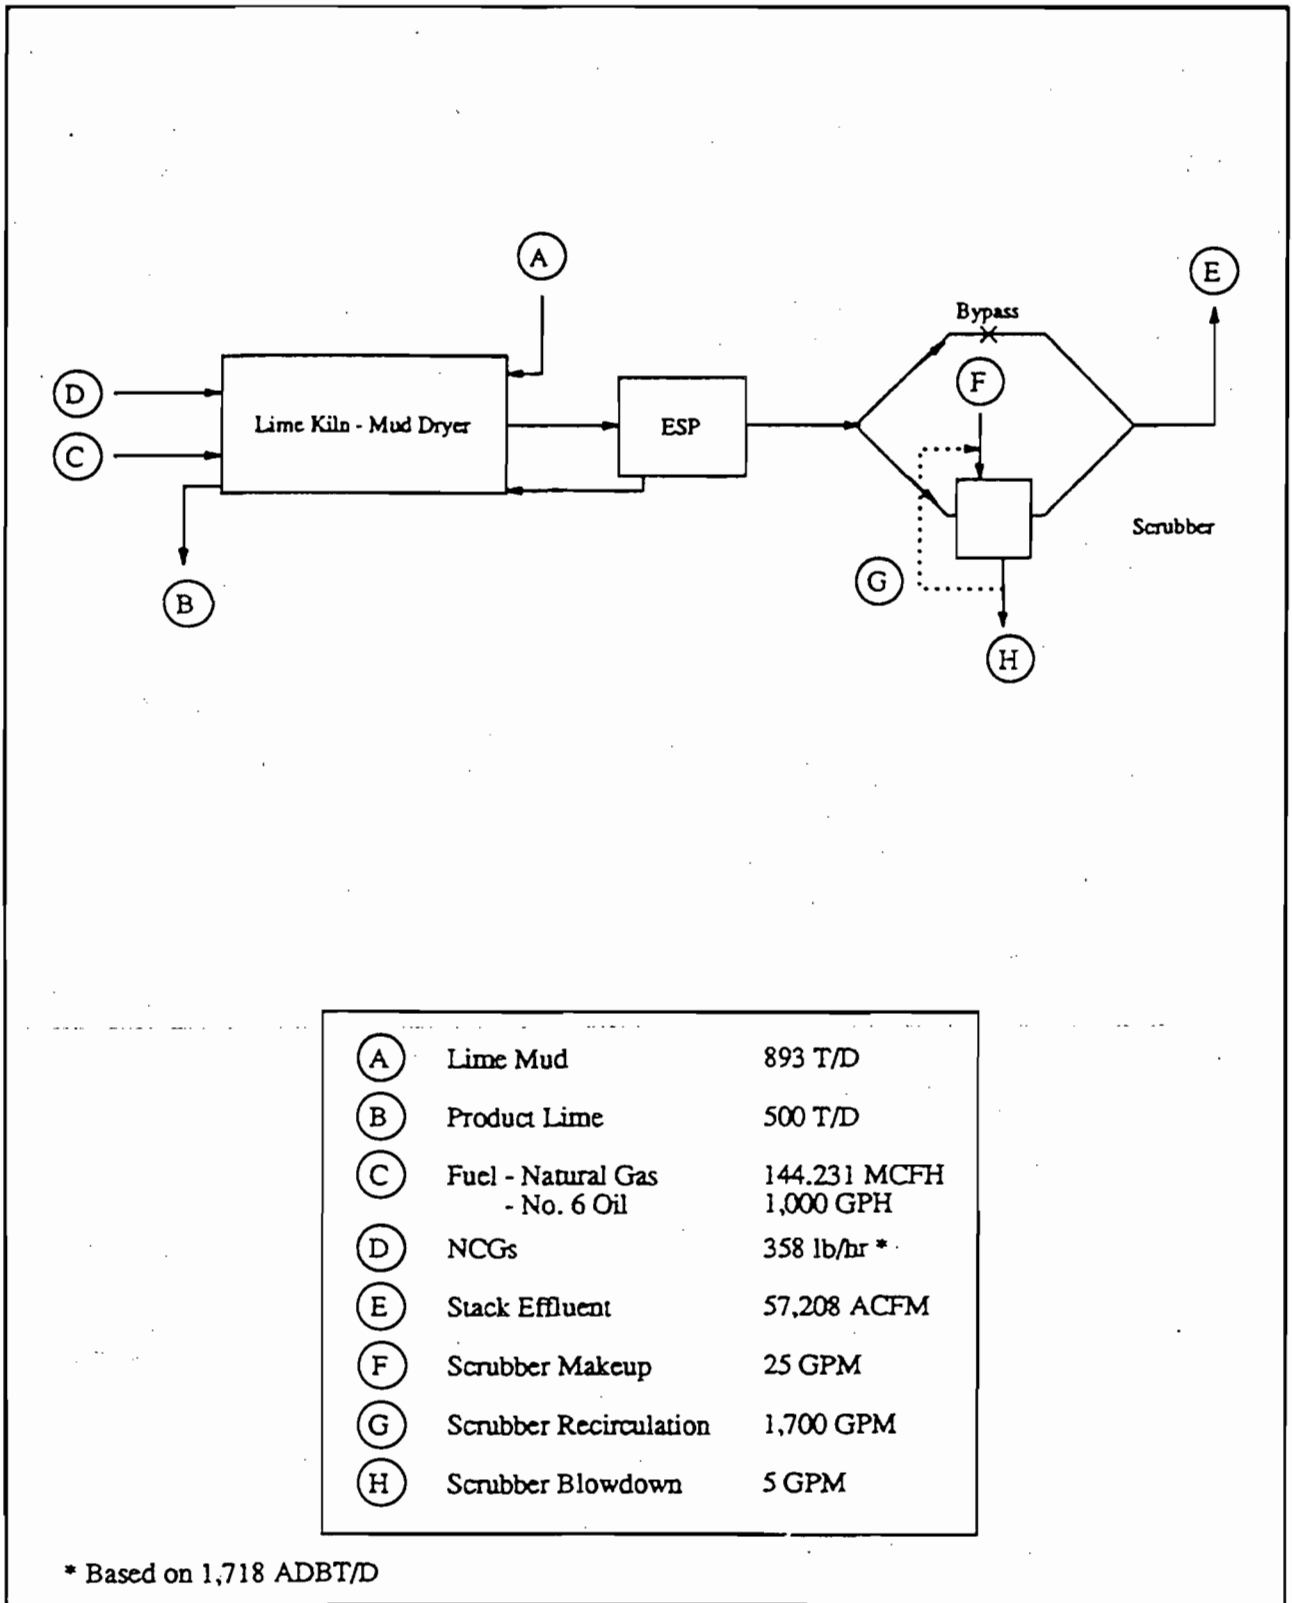 A
E
Bypass
D
F
Lime Kiln - Mud Dryer
ESP
C
Scrubber
G
B
H
A Lime Mud 893 T/D
B Product Lime 500 T/D
C Fuel - Natural Gas 144.231 MCFH
- No. 6 Oil 1,000 GPH
D NCGs 358 lb/hr *
E Stack Effluent 57,208 ACFM
F Scrubber Makeup 25 GPM
G Scrubber Recirculation 1,700 GPM
H Scrubber Blowdown 5 GPM
* Based on 1,718 ADBT/D